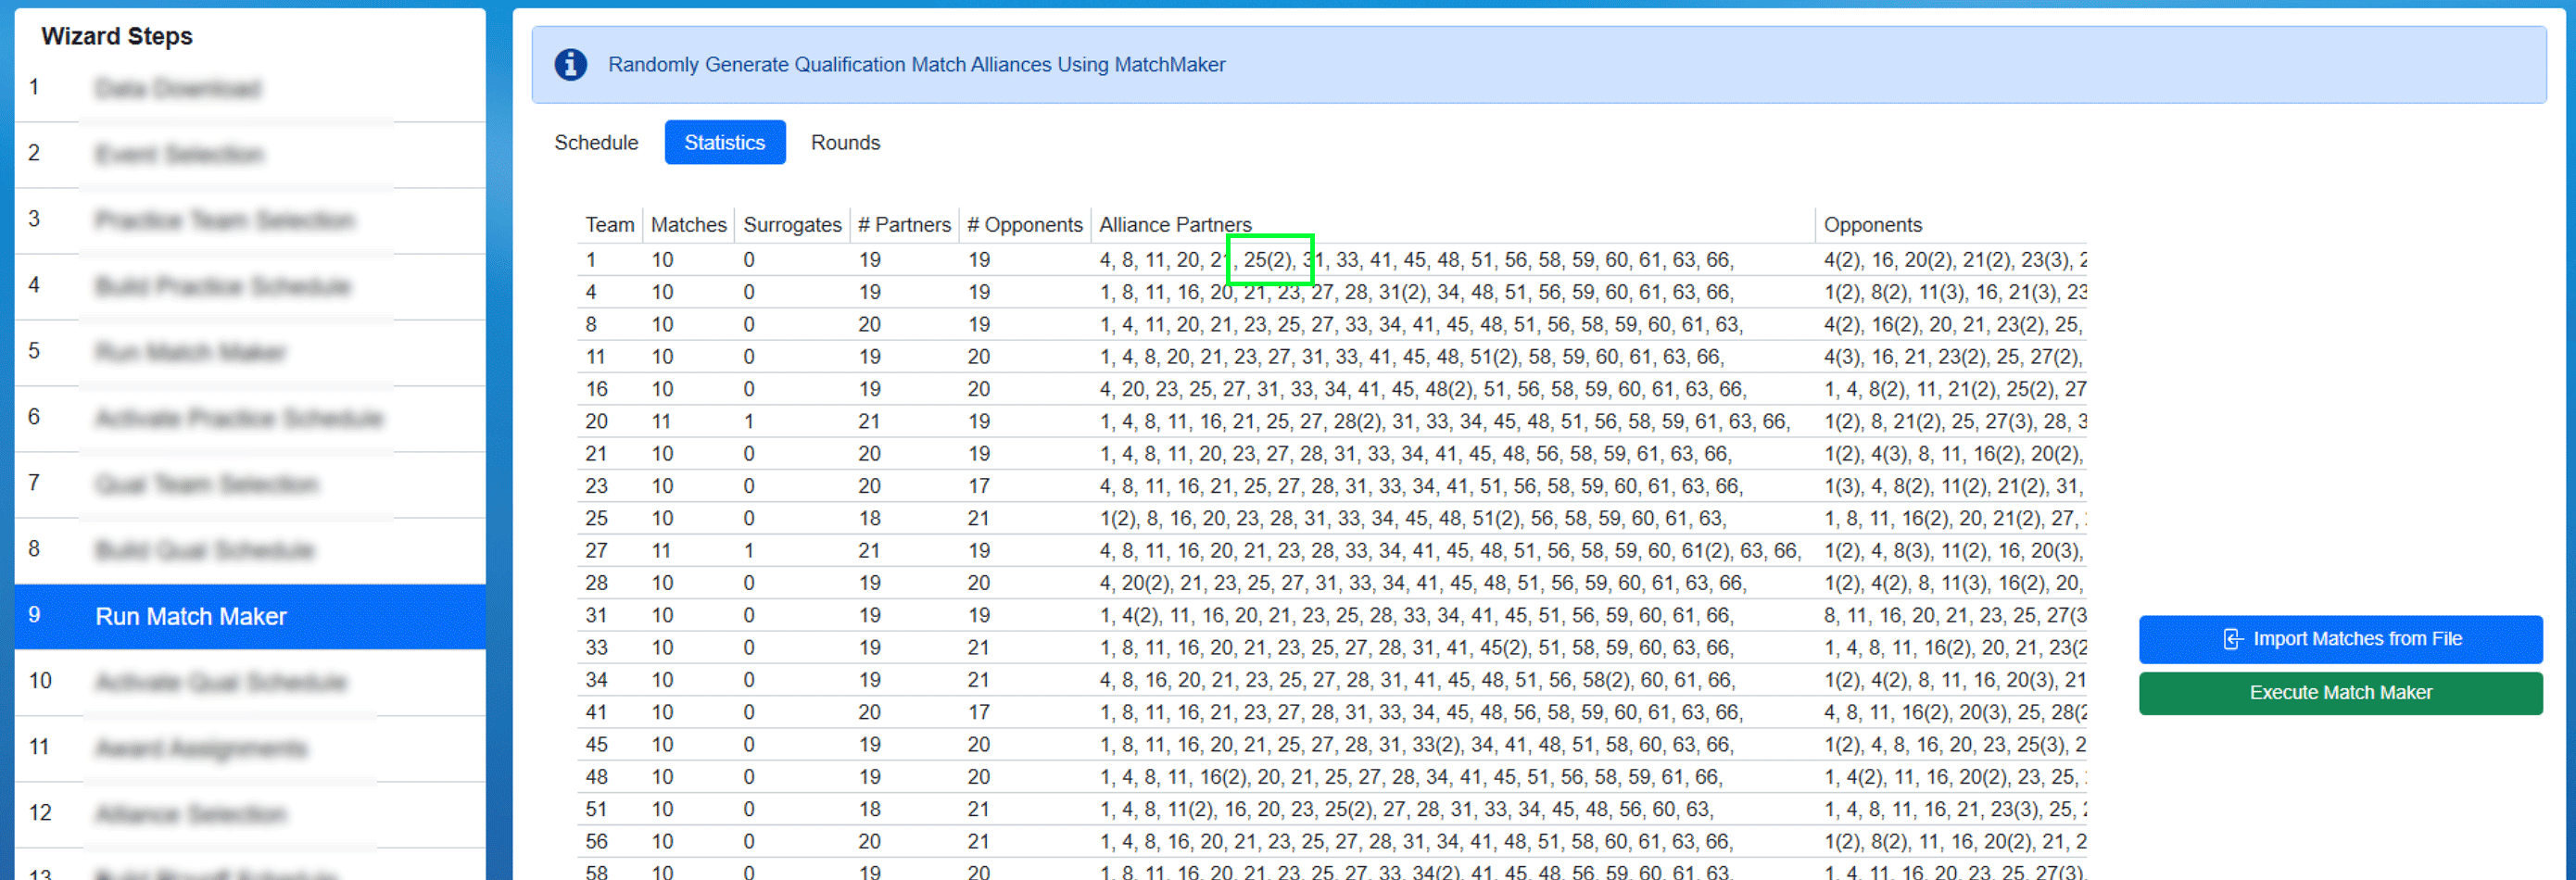 Wizard Steps
1 Data Download
2 Event Selection
3 Practice Team Selection
4 Build Practice Schedule
5 Run Match Maker
6 Activate Practice Schedule
7 Qual Team Selection
8 Build Qual Schedule
9 Run Match Maker
10 Activate Qual Schedule
11 Award Assignments
12 Alliance Selection
13
Randomly Generate Qualification Match Alliances Using MatchMaker
Schedule Statistics Rounds
Team Matches Surrogates # Partners # Opponents Alliance Partners Opponents
1 10 0 19 19 4, 8, 11, 20, 21, 25(2), 31, 33, 41, 45, 48, 51, 56, 58, 59, 60, 61, 63, 66, 4(2), 16, 20(2), 21(2), 23(3), 2
4 10 0 19 19 1, 8, 11, 16, 20, 21, 23, 27, 28, 31(2), 34, 48, 51, 56, 59, 60, 61, 63, 66, 1(2), 8(2), 11(3), 16, 21(3), 23
8 10 0 20 19 1, 4, 11, 20, 21, 23, 25, 27, 33, 34, 41, 45, 48, 51, 56, 58, 59, 60, 61, 63, 4(2), 16(2), 20, 21, 23(2), 25,
11 10 0 19 20 1, 4, 8, 20, 21, 23, 27, 31, 33, 41, 45, 48, 51(2), 58, 59, 60, 61, 63, 66, 4(3), 16, 21, 23(2), 25, 27(2),
16 10 0 19 20 4, 20, 23, 25, 27, 31, 33, 34, 41, 45, 48(2), 51, 56, 58, 59, 60, 61, 63, 66, 1, 4, 8(2), 11, 21(2), 25(2), 27
20 11 1 21 19 1, 4, 8, 11, 16, 21, 25, 27, 28(2), 31, 33, 34, 45, 48, 51, 56, 58, 59, 61, 63, 66, 1(2), 8, 21(2), 25, 27(3), 28, 3
21 10 0 20 19 1, 4, 8, 11, 20, 23, 27, 28, 31, 33, 34, 41, 45, 48, 56, 58, 59, 61, 63, 66, 1(2), 4(3), 8, 11, 16(2), 20(2),
23 10 0 20 17 4, 8, 11, 16, 21, 25, 27, 28, 31, 33, 34, 41, 51, 56, 58, 59, 60, 61, 63, 66, 1(3), 4, 8(2), 11(2), 21(2), 31,
25 10 0 18 21 1(2), 8, 16, 20, 23, 28, 31, 33, 34, 45, 48, 51(2), 56, 58, 59, 60, 61, 63, 1, 8, 11, 16(2), 20, 21(2), 27,
27 11 1 21 19 4, 8, 11, 16, 20, 21, 23, 28, 33, 34, 41, 45, 48, 51, 56, 58, 59, 60, 61(2), 63, 66, 1(2), 4, 8(3), 11(2), 16, 20(3),
28 10 0 19 20 4, 20(2), 21, 23, 25, 27, 31, 33, 34, 41, 45, 48, 51, 56, 59, 60, 61, 63, 66, 1(2), 4(2), 8, 11(3), 16(2), 20,
31 10 0 19 19 1, 4(2), 11, 16, 20, 21, 23, 25, 28, 33, 34, 41, 45, 51, 56, 59, 60, 61, 66, 8, 11, 16, 20, 21, 23, 25, 27(3
33 10 0 19 21 1, 8, 11, 16, 20, 21, 23, 25, 27, 28, 31, 41, 45(2), 51, 58, 59, 60, 63, 66, 1, 4, 8, 11, 16(2), 20, 21, 23(2
34 10 0 19 21 4, 8, 16, 20, 21, 23, 25, 27, 28, 31, 41, 45, 48, 51, 56, 58(2), 60, 61, 66, 1(2), 4(2), 8, 11, 16, 20(3), 21
41 10 0 20 17 1, 8, 11, 16, 21, 23, 27, 28, 31, 33, 34, 45, 48, 56, 58, 59, 60, 61, 63, 66, 4, 8, 11, 16(2), 20(3), 25, 28(2
45 10 0 19 20 1, 8, 11, 16, 20, 21, 25, 27, 28, 31, 33(2), 34, 41, 48, 51, 58, 60, 63, 66, 1(2), 4, 8, 16, 20, 23, 25(3), 2
48 10 0 19 20 1, 4, 8, 11, 16(2), 20, 21, 25, 27, 28, 34, 41, 45, 51, 56, 58, 59, 61, 66, 1, 4(2), 11, 16, 20(2), 23, 25,
51 10 0 18 21 1, 4, 8, 11(2), 16, 20, 23, 25(2), 27, 28, 31, 33, 34, 45, 48, 56, 60, 63, 1, 4, 8, 11, 16, 21, 23(3), 25, 2
56 10 0 20 21 1, 4, 8, 16, 20, 21, 23, 25, 27, 28, 31, 34, 41, 48, 51, 58, 60, 61, 63, 66, 1(2), 8(2), 11, 16, 20(2), 21, 2
58 10 0 19 20 1, 8, 11, 16, 20, 21, 23, 25, 27, 33, 34(2), 41, 45, 48, 56, 59, 60, 61, 63, 1, 4, 11, 16, 20, 23, 25, 27(3),
Import Matches from File
Execute Match Maker